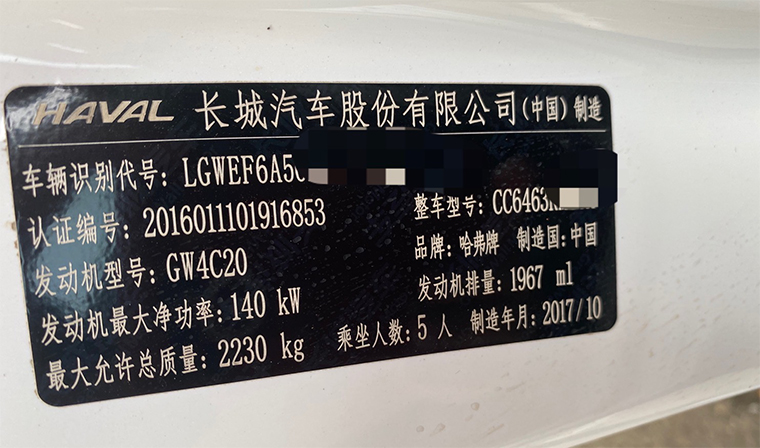 HAVAL 长城汽车股份有限公司(中国)制造
车辆识别代号: LGWEF6A5
认证编号: 2016011101916853 整车型号: CC6463
发动机型号: GW4C20 品牌: 哈弗牌 制造国: 中国
发动机最大净功率: 140 kW 发动机排量: 1967 ml
最大允许总质量: 2230 kg 乘坐人数: 5 人 制造年月: 2017/10